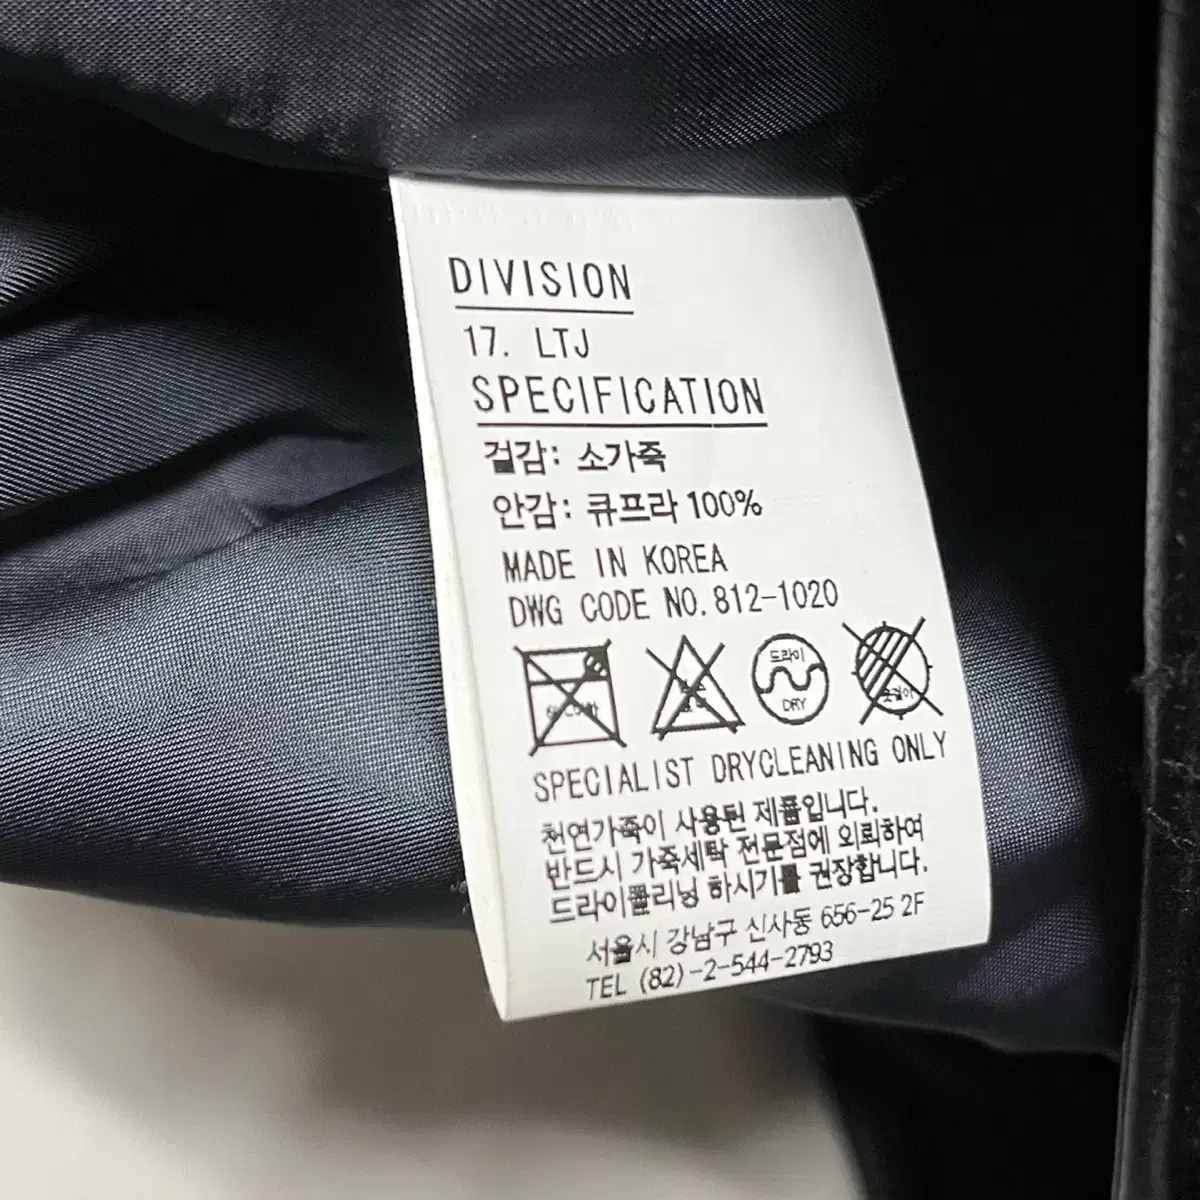 DIVISION
17. LTJ
SPECIFICATION
겉감: 소가죽
안감: 큐프라 100%
MADE IN KOREA
DWG CODE NO. 812-1020
드라이
DRY
옷걸이
SPECIALIST DRYCLEANING ONLY
천연가죽이 사용된 제품입니다.
반드시 가죽세탁 전문점에 외뢰하여
드라이클리닝 하시기를 권장합니다.
서울시 강남구 신사동 656-25 2F
TEL (82)-2-544-2793